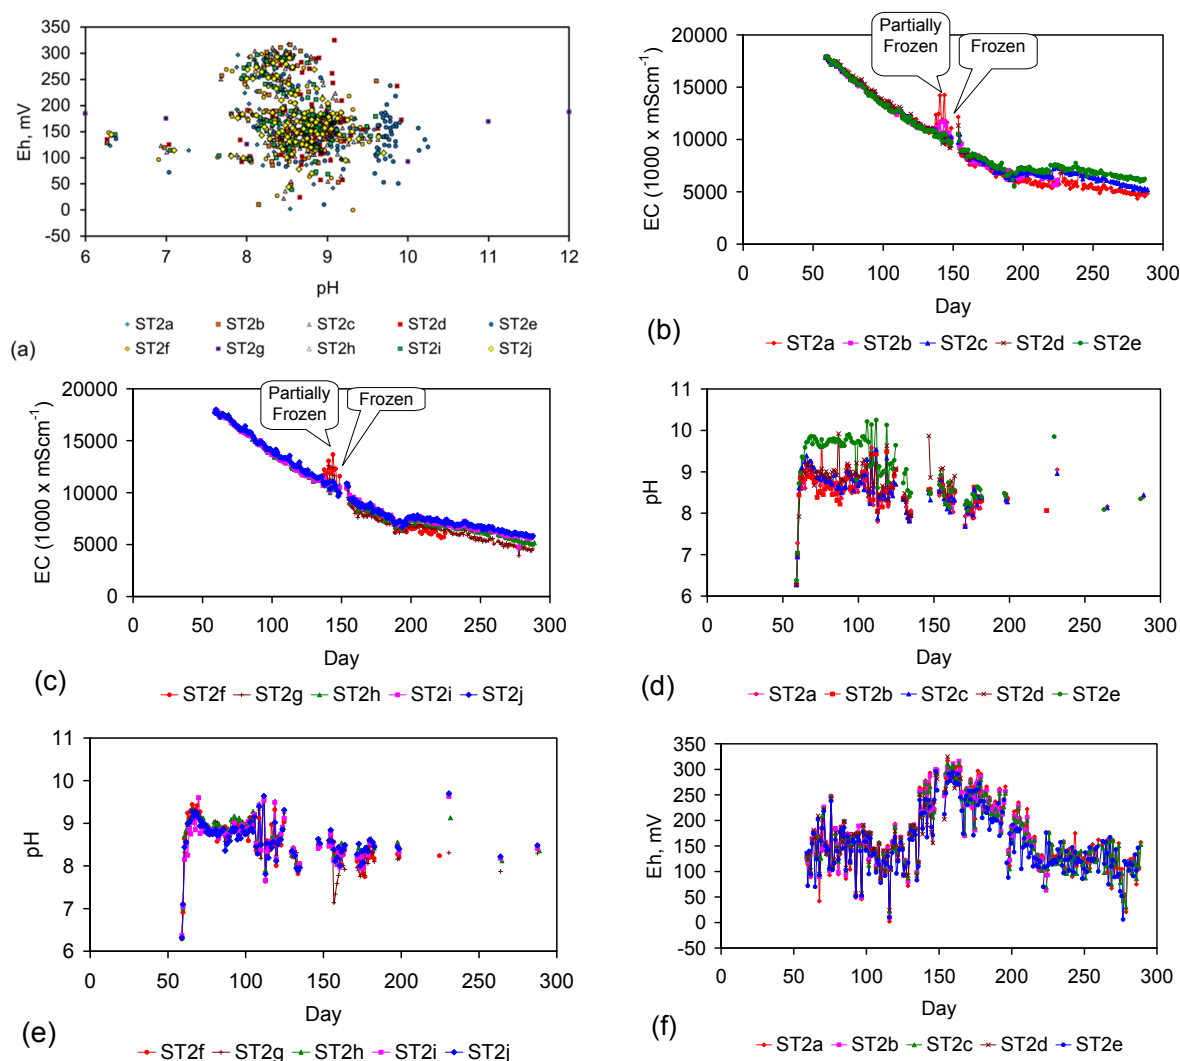 350
300
250
200
150
100
50
0
-50
Eh, mV
6 7 8 9 10 11 12
pH
ST2a ST2b ST2c ST2d ST2e
ST2f ST2g ST2h ST2i ST2j
(a)
20000
15000
10000
5000
0
EC (1000 x mScm⁻¹)
Partially
Frozen
Frozen
0 50 100 150 200 250 300
Day
(b)
ST2a ST2b ST2c ST2d ST2e
20000
15000
10000
5000
0
EC (1000 x mScm⁻¹)
Partially
Frozen
Frozen
0 50 100 150 200 250 300
Day
(c)
ST2f ST2g ST2h ST2i ST2j
11
10
9
8
7
6
pH
0 50 100 150 200 250 300
Day
(d)
ST2a ST2b ST2c ST2d ST2e
11
10
9
8
7
6
pH
0 50 100 150 200 250 300
Day
(e)
ST2f ST2g ST2h ST2i ST2j
350
300
250
200
150
100
50
0
-50
Eh, mV
0 50 100 150 200 250 300
Day
(f)
ST2a ST2b ST2c ST2d ST2e